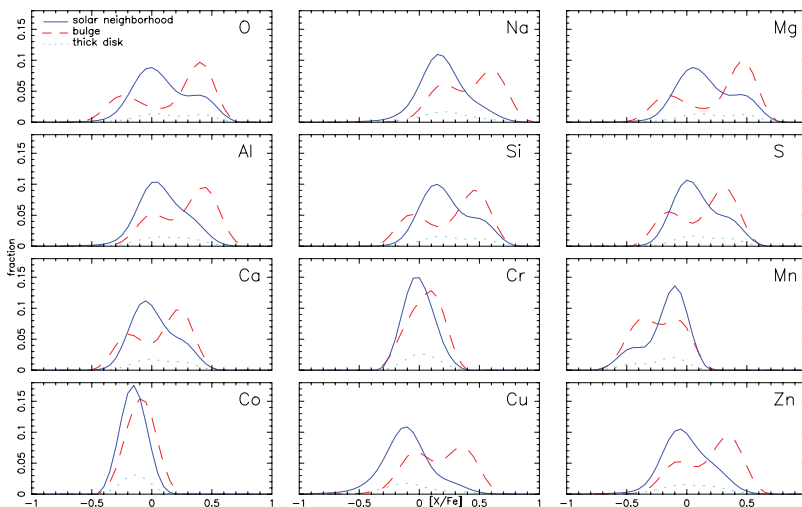 solar neighborhood
bulge
thick disk
O
Na
Mg
0.15
0.1
0.05
0
Al
Si
S
0.15
0.1
0.05
0
fraction
Ca
Cr
Mn
0.15
0.1
0.05
0
Co
Cu
Zn
0.15
0.1
0.05
0
−1 −0.5 0 0.5 −1 −0.5 0 0.5 1 −0.5 0 0.5
[X/Fe]